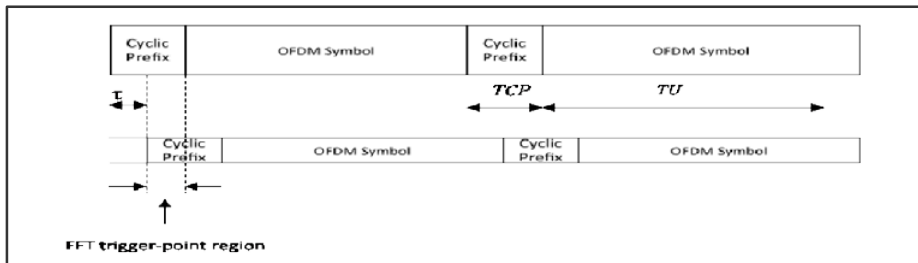 Cyclic
Prefix
OFDM Symbol
Cyclic
Prefix
OFDM Symbol
τ
TCP
TU
Cyclic
Prefix
OFDM Symbol
Cyclic
Prefix
OFDM Symbol
FFT trigger-point region